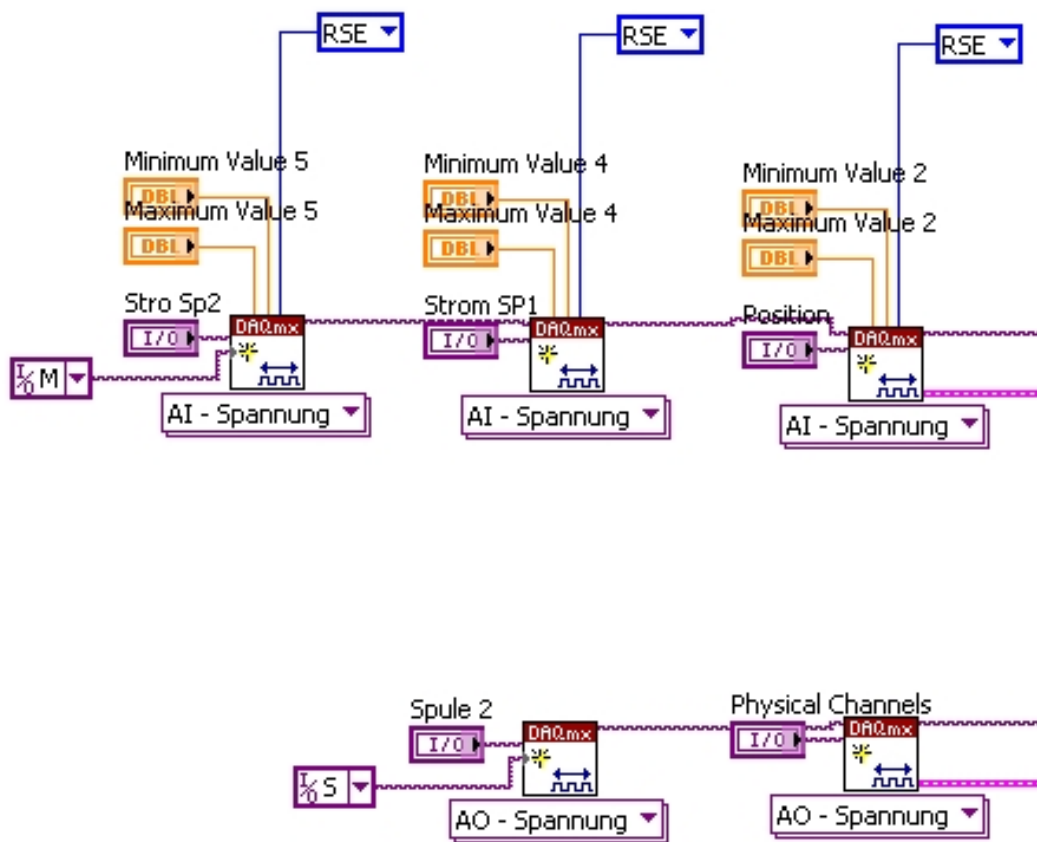 RSE
RSE
RSE
Minimum Value 5
DBL
Maximum Value 5
DBL
Minimum Value 4
DBL
Maximum Value 4
DBL
Minimum Value 2
DBL
Maximum Value 2
DBL
Stro Sp2
I/O
DAQmx
Strom SP1
I/O
DAQmx
Position
I/O
DAQmx
I/O M
AI - Spannung
AI - Spannung
AI - Spannung
Spule 2
I/O
DAQmx
Physical Channels
I/O
DAQmx
I/O S
AO - Spannung
AO - Spannung